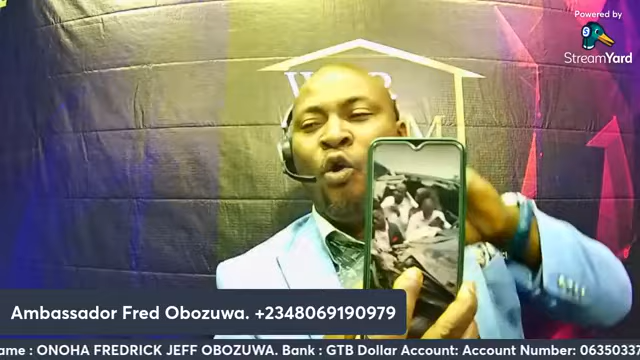 Powered by
StreamYard
Ambassador Fred Obozuwa. +2348069190979
ame : ONOHA FREDRICK JEFF OBOZUWA. Bank : GTB Dollar Account: Account Number: 0635033